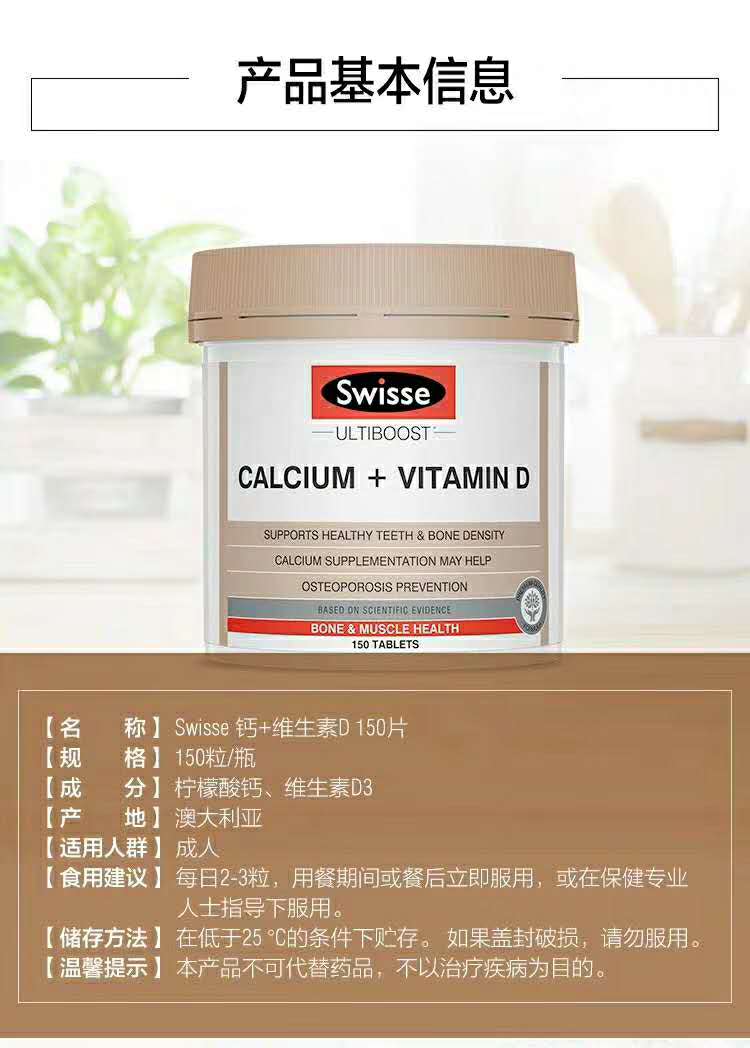 产品基本信息
Swisse
ULTIBOOST
CALCIUM + VITAMIN D
SUPPORTS HEALTHY TEETH & BONE DENSITY
CALCIUM SUPPLEMENTATION MAY HELP
OSTEOPOROSIS PREVENTION
BASED ON SCIENTIFIC EVIDENCE
BONE & MUSCLE HEALTH
150 TABLETS
【名 称】Swisse 钙+维生素D 150片
【规 格】150粒/瓶
【成 分】柠檬酸钙、维生素D3
【产 地】澳大利亚
【适用人群】成人
【食用建议】每日2-3粒，用餐期间或餐后立即服用，或在保健专业
人士指导下服用。
【储存方法】在低于25℃的条件下贮存。如果盖封破损，请勿服用。
【温馨提示】本产品不可代替药品，不以治疗疾病为目的。